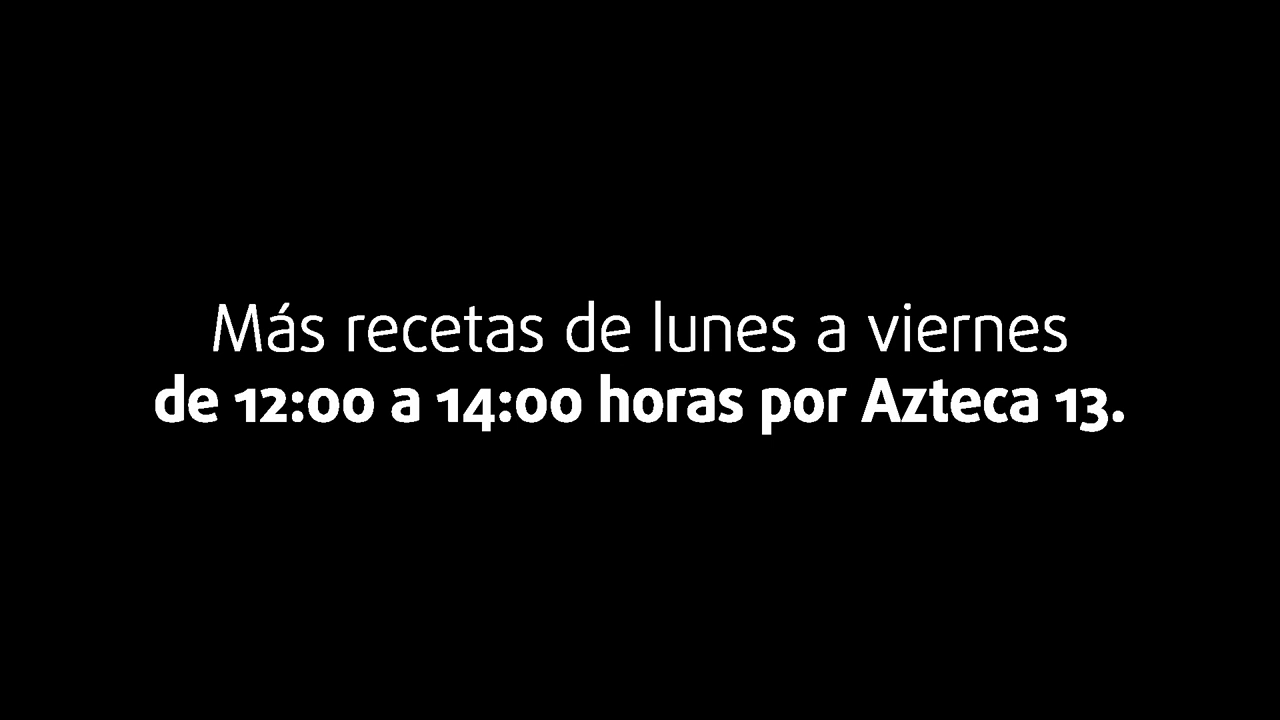 Más recetas de lunes a viernes
de 12:00 a 14:00 horas por Azteca 13.